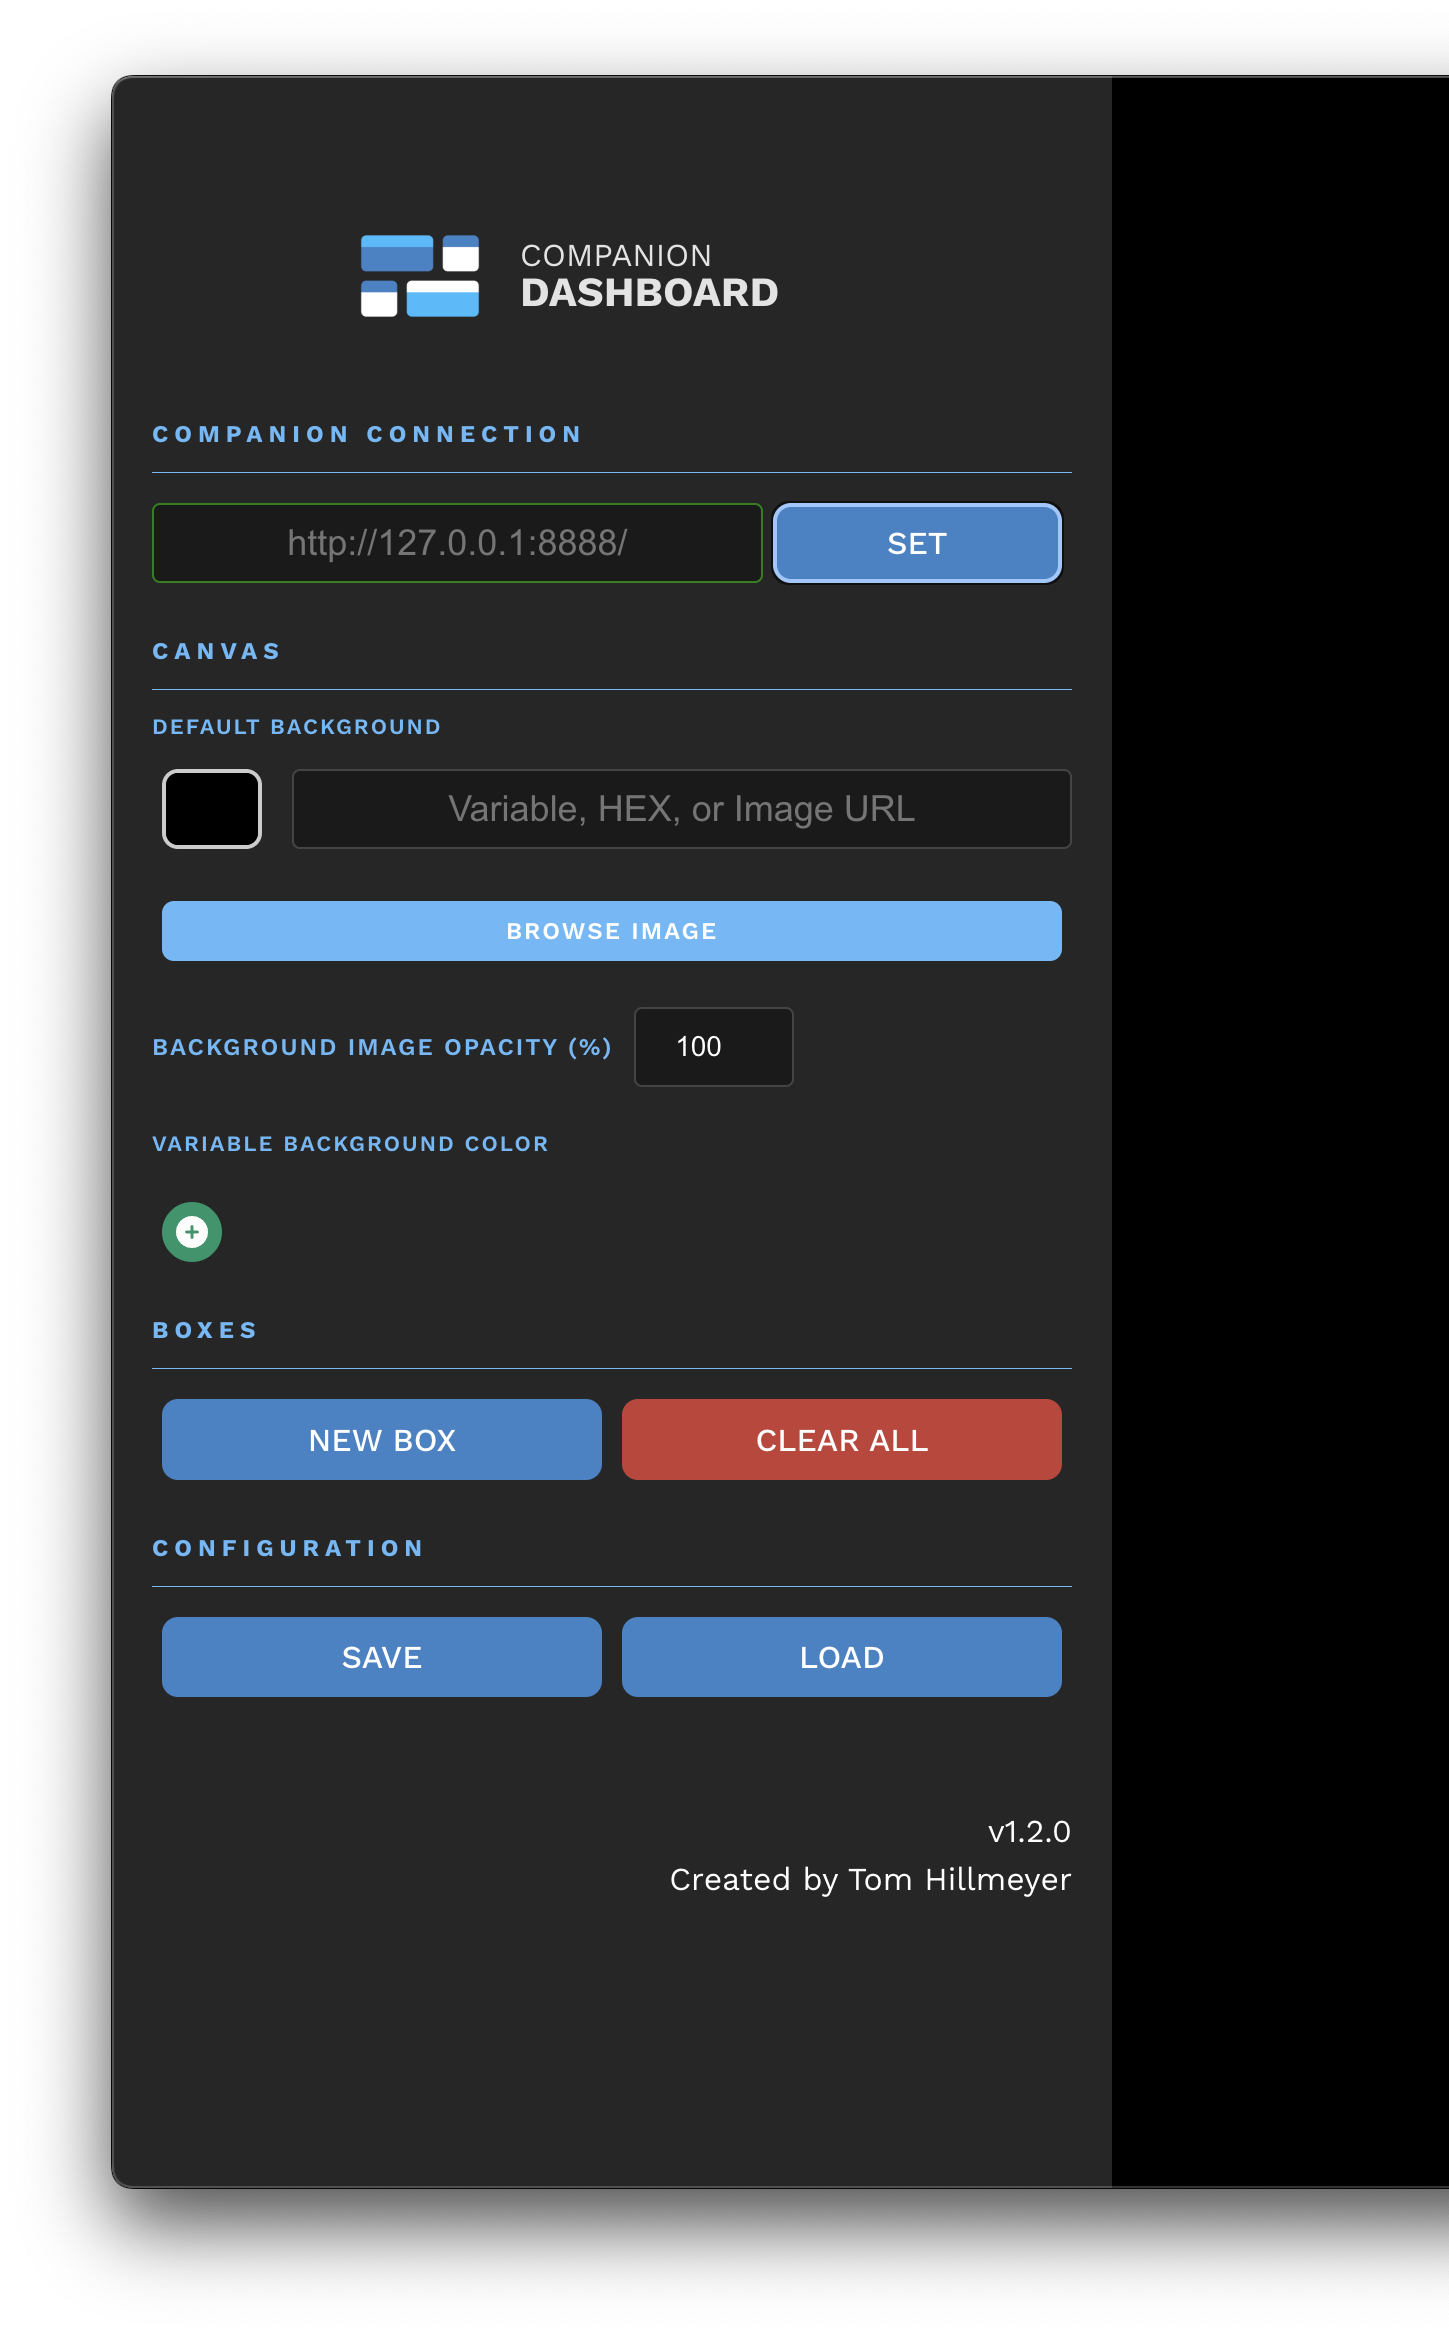 COMPANION
DASHBOARD
COMPANION CONNECTION
http://127.0.0.1:8888/ SET
CANVAS
DEFAULT BACKGROUND
Variable, HEX, or Image URL
BROWSE IMAGE
BACKGROUND IMAGE OPACITY (%) 100
VARIABLE BACKGROUND COLOR
BOXES
NEW BOX CLEAR ALL
CONFIGURATION
SAVE LOAD
v1.2.0
Created by Tom Hillmeyer